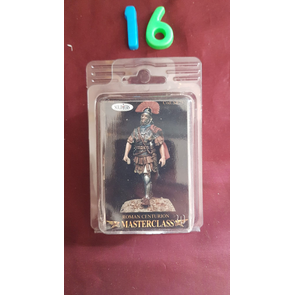 16
ROMAN CENTURION
MASTERCLASS